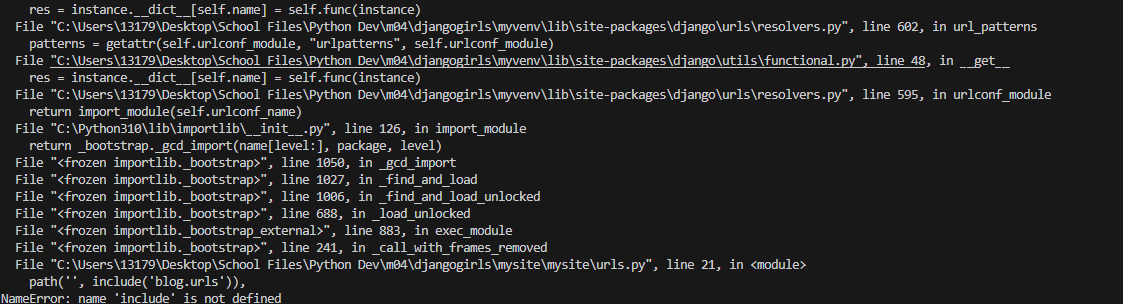 res = instance.__dict__[self.name] = self.func(instance)
File "C:\Users\13179\Desktop\School Files\Python Dev\m04\djangogirls\myvenv\lib\site-packages\django\urls\resolvers.py", line 602, in url_patterns
patterns = getattr(self.urlconf_module, "urlpatterns", self.urlconf_module)
File "C:\Users\13179\Desktop\School Files\Python Dev\m04\djangogirls\myvenv\lib\site-packages\django\utils\functional.py", line 48, in __get__
res = instance.__dict__[self.name] = self.func(instance)
File "C:\Users\13179\Desktop\School Files\Python Dev\m04\djangogirls\myvenv\lib\site-packages\django\urls\resolvers.py", line 595, in urlconf_module
return import_module(self.urlconf_name)
File "C:\Python310\lib\importlib\__init__.py", line 126, in import_module
return _bootstrap._gcd_import(name[level:], package, level)
File "<frozen importlib._bootstrap>", line 1050, in _gcd_import
File "<frozen importlib._bootstrap>", line 1027, in _find_and_load
File "<frozen importlib._bootstrap>", line 1006, in _find_and_load_unlocked
File "<frozen importlib._bootstrap>", line 688, in _load_unlocked
File "<frozen importlib._bootstrap_external>", line 883, in exec_module
File "<frozen importlib._bootstrap>", line 241, in _call_with_frames_removed
File "C:\Users\13179\Desktop\School Files\Python Dev\m04\djangogirls\mysite\mysite\urls.py", line 21, in <module>
path('', include('blog.urls')),
NameError: name 'include' is not defined